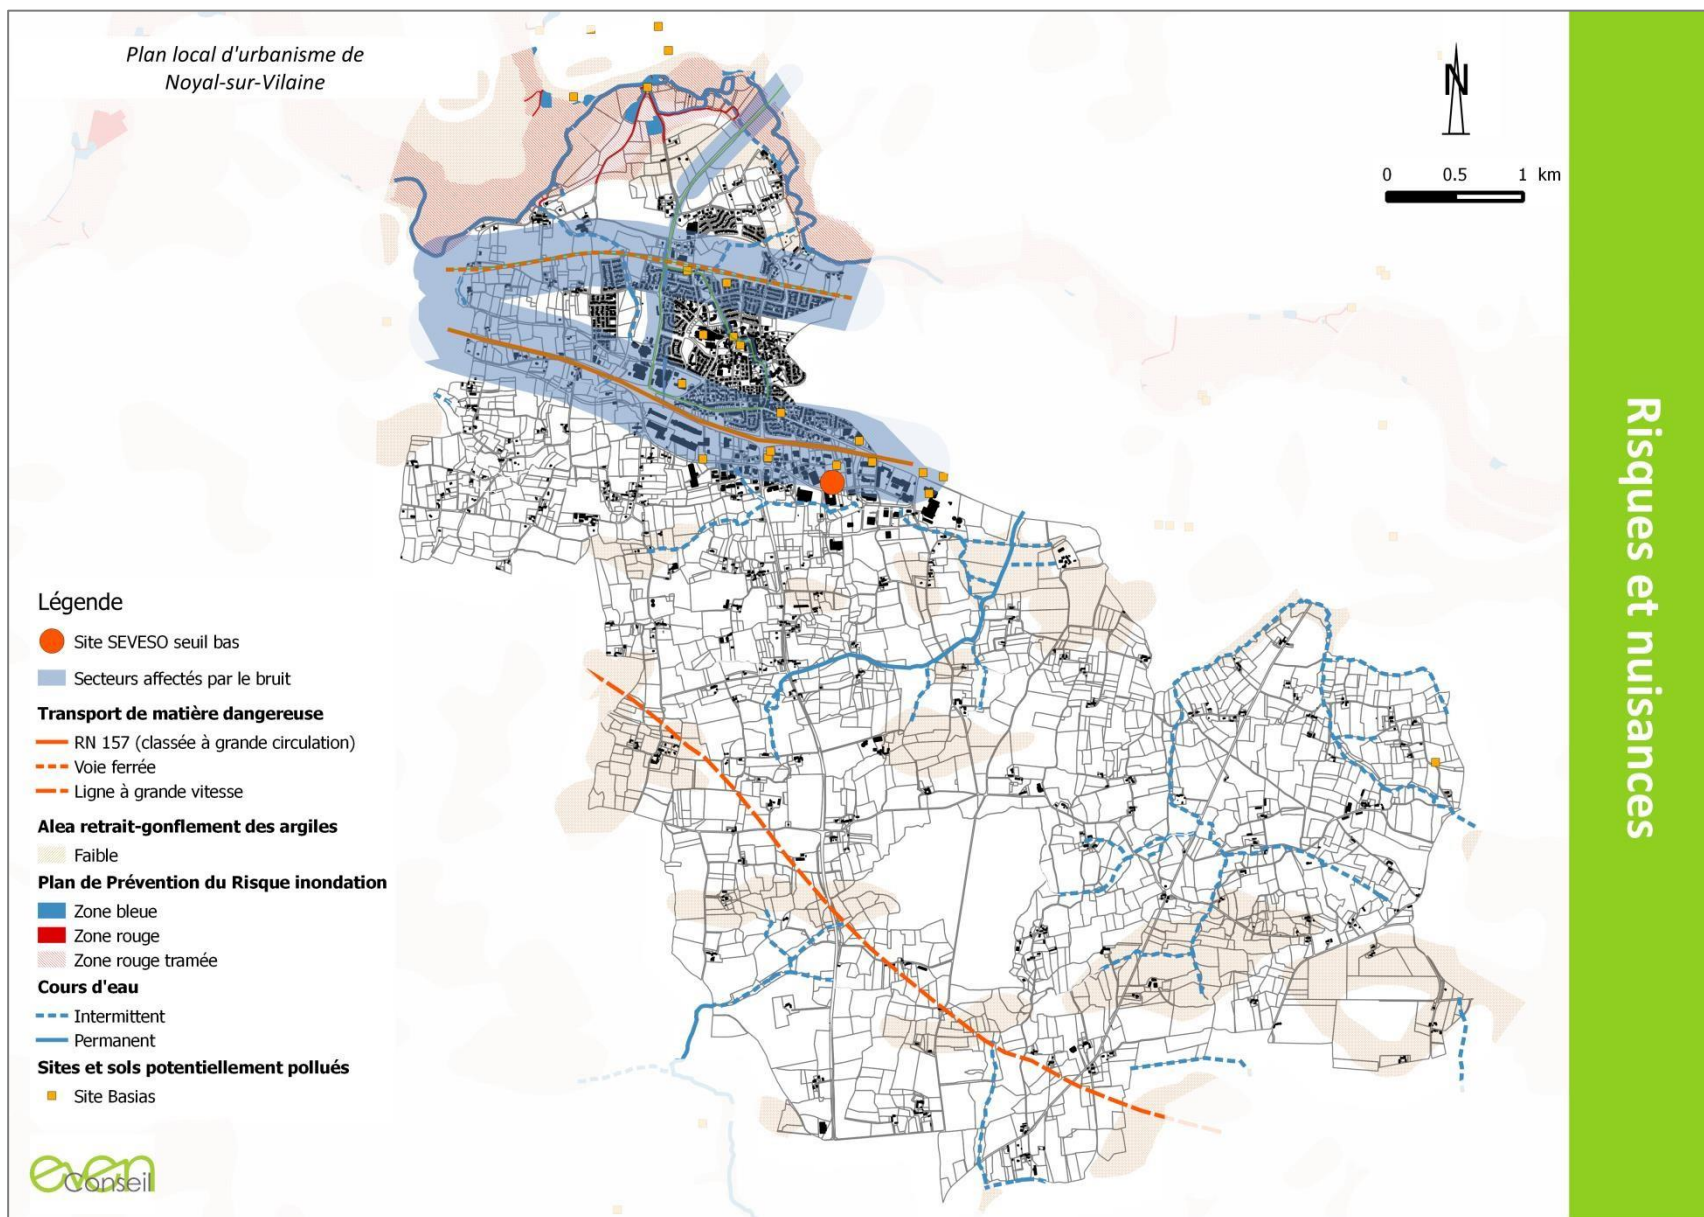 Plan local d'urbanisme de
Noyal-sur-Vilaine
N
0 0.5 1 km
Risques et nuisances
Légende
Site SEVESO seuil bas
Secteurs affectés par le bruit
Transport de matière dangereuse
RN 157 (classée à grande circulation)
Voie ferrée
Ligne à grande vitesse
Alea retrait-gonflement des argiles
Faible
Plan de Prévention du Risque inondation
Zone bleue
Zone rouge
Zone rouge tramée
Cours d'eau
Intermittent
Permanent
Sites et sols potentiellement pollués
Site Basias
even
Conseil